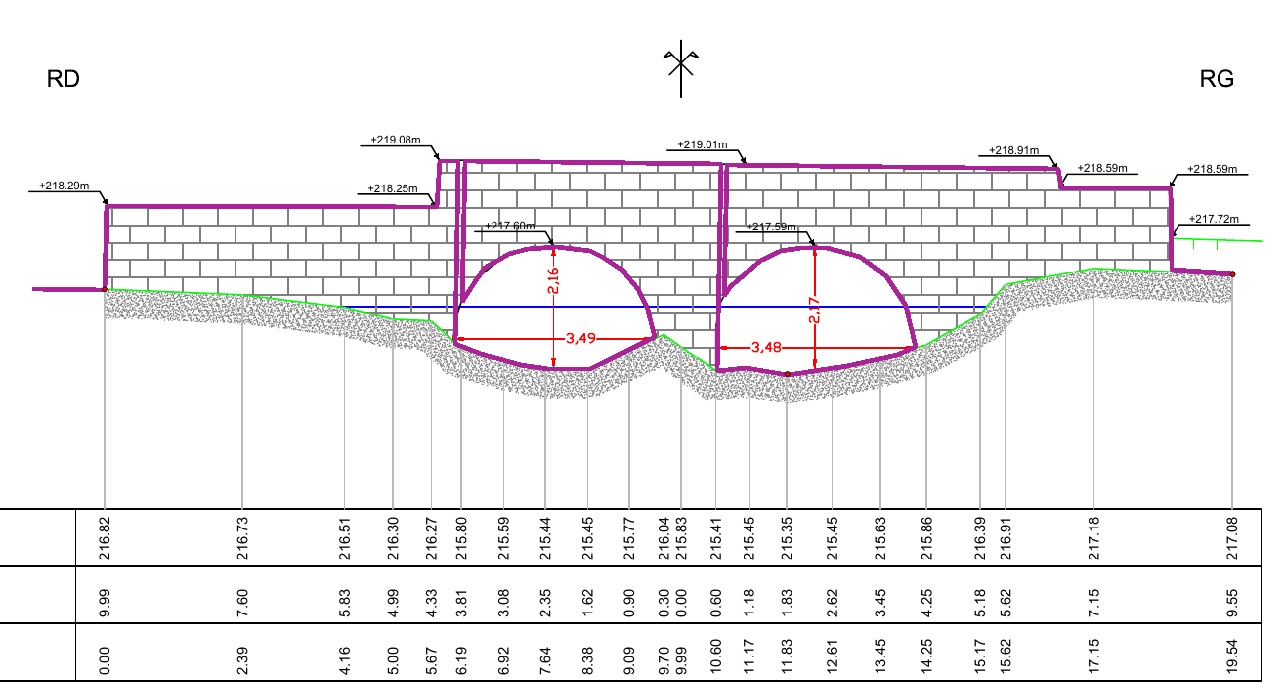 RD
RG
+219.08m
+219.01m
+218.91m
+218.29m
+218.25m
+218.59m
+218.59m
+217.60m
+217.59m
+217.72m
2,16
2,17
3,49
3,48
216.82 216.73 216.51 216.30 216.27 215.80 215.59 215.44 215.45 215.77 216.04 215.83 215.41 215.45 215.35 215.45 215.63 215.86 216.39 216.91 217.18 217.08
9.99 7.60 5.83 4.99 4.33 3.81 3.08 2.35 1.62 0.90 0.30 0.00 0.60 1.18 1.83 2.62 3.45 4.25 5.18 5.62 7.15 9.55
0.00 2.39 4.16 5.00 5.67 6.19 6.92 7.64 8.38 9.09 9.70 9.99 10.60 11.17 11.83 12.61 13.45 14.25 15.17 15.62 17.15 19.54